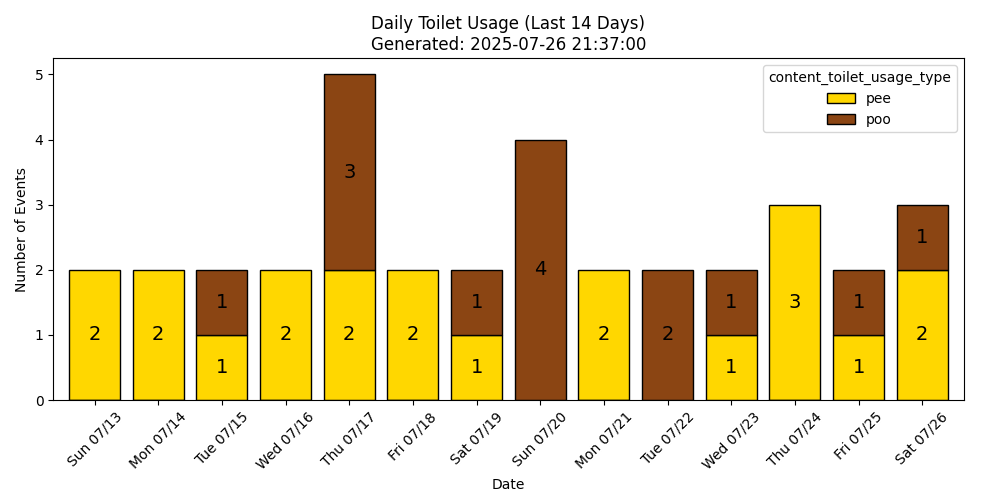 Daily Toilet Usage (Last 14 Days)
Generated: 2025-07-26 21:37:00
content_toilet_usage_type
pee
poo
Number of Events
5
4
3
2
1
0
3
1
4
1
2
2
1
1
2
2
2
1
2
1
2
2
1
3
1
2
Sun 07/13
Mon 07/14
Tue 07/15
Wed 07/16
Thu 07/17
Fri 07/18
Sat 07/19
Sun 07/20
Mon 07/21
Tue 07/22
Wed 07/23
Thu 07/24
Fri 07/25
Sat 07/26
Date